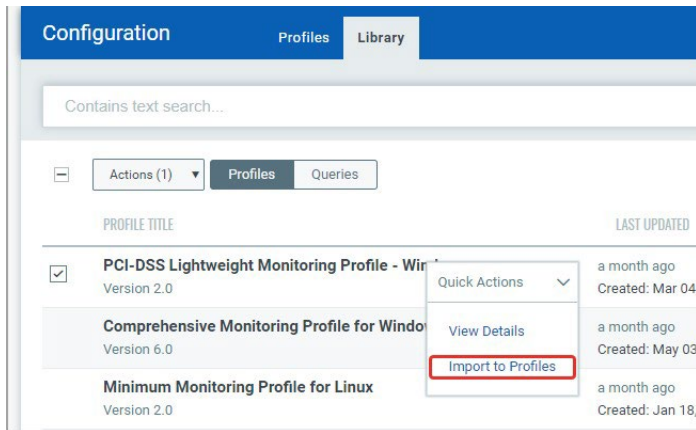 Configuration
Profiles
Library
Contains text search...
Actions (1)
Profiles
Queries
PROFILE TITLE
LAST UPDATED
PCI-DSS Lightweight Monitoring Profile -
Version 2.0
a month ago
Created: Mar 04
Quick Actions
View Details
Import to Profiles
Comprehensive Monitoring Profile for
Version 6.0
a month ago
Created: May 03
Minimum Monitoring Profile for Linux
Version 2.0
a month ago
Created: Jan 18,